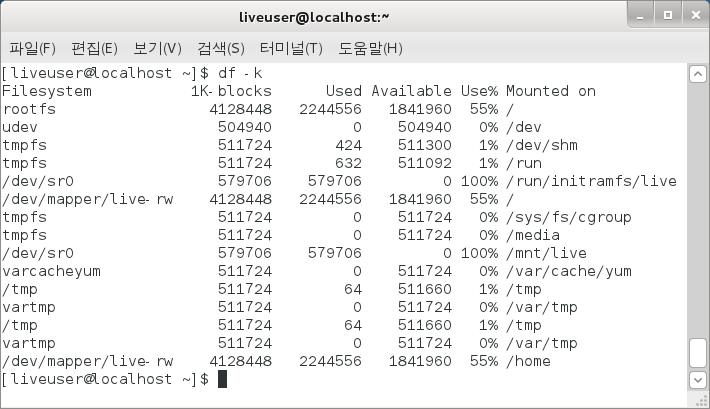 liveuser@localhost:~
파일(F) 편집(E) 보기(V) 검색(S) 터미널(T) 도움말(H)
[liveuser@localhost ~]$ df -k
Filesystem 1K-blocks Used Available Use% Mounted on
rootfs 4128448 2244556 1841960 55% /
udev 504940 0 504940 0% /dev
tmpfs 511724 424 511300 1% /dev/shm
tmpfs 511724 632 511092 1% /run
/dev/sr0 579706 579706 0 100% /run/initramfs/live
/dev/mapper/live-rw 4128448 2244556 1841960 55% /
tmpfs 511724 0 511724 0% /sys/fs/cgroup
tmpfs 511724 0 511724 0% /media
/dev/sr0 579706 579706 0 100% /mnt/live
varcacheyum 511724 0 511724 0% /var/cache/yum
/tmp 511724 64 511660 1% /tmp
vartmp 511724 0 511724 0% /var/tmp
/tmp 511724 64 511660 1% /tmp
vartmp 511724 0 511724 0% /var/tmp
/dev/mapper/live-rw 4128448 2244556 1841960 55% /home
[liveuser@localhost ~]$